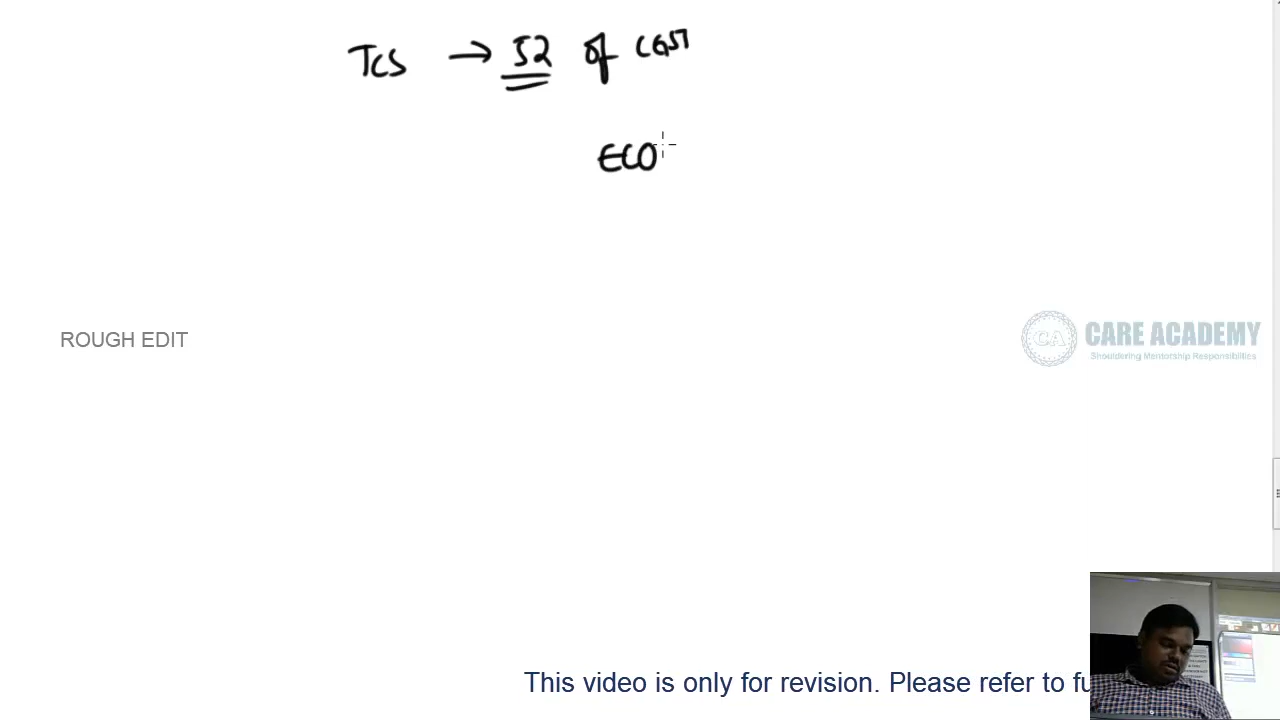 TCS → 52 of CGST
ECO
ROUGH EDIT
CA
CARE ACADEMY
Shouldering Mentorship Responsibilities
This video is only for revision. Please refer to fu